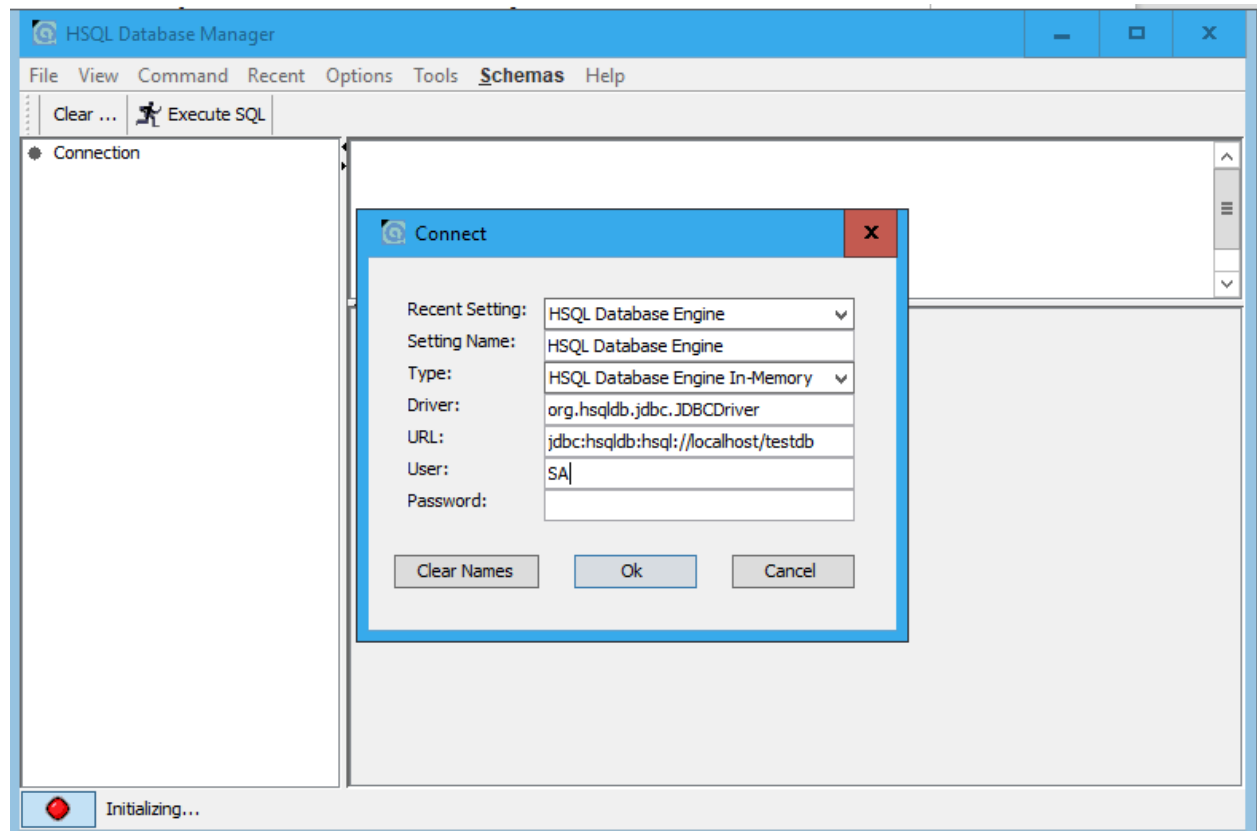 HSQL Database Manager
File View Command Recent Options Tools Schemas Help
Clear ... Execute SQL
Connection
Connect
Recent Setting: HSQL Database Engine
Setting Name: HSQL Database Engine
Type: HSQL Database Engine In-Memory
Driver: org.hsqldb.jdbc.JDBCDriver
URL: jdbc:hsqldb:hsql://localhost/testdb
User: SA
Password:
Clear Names Ok Cancel
Initializing...